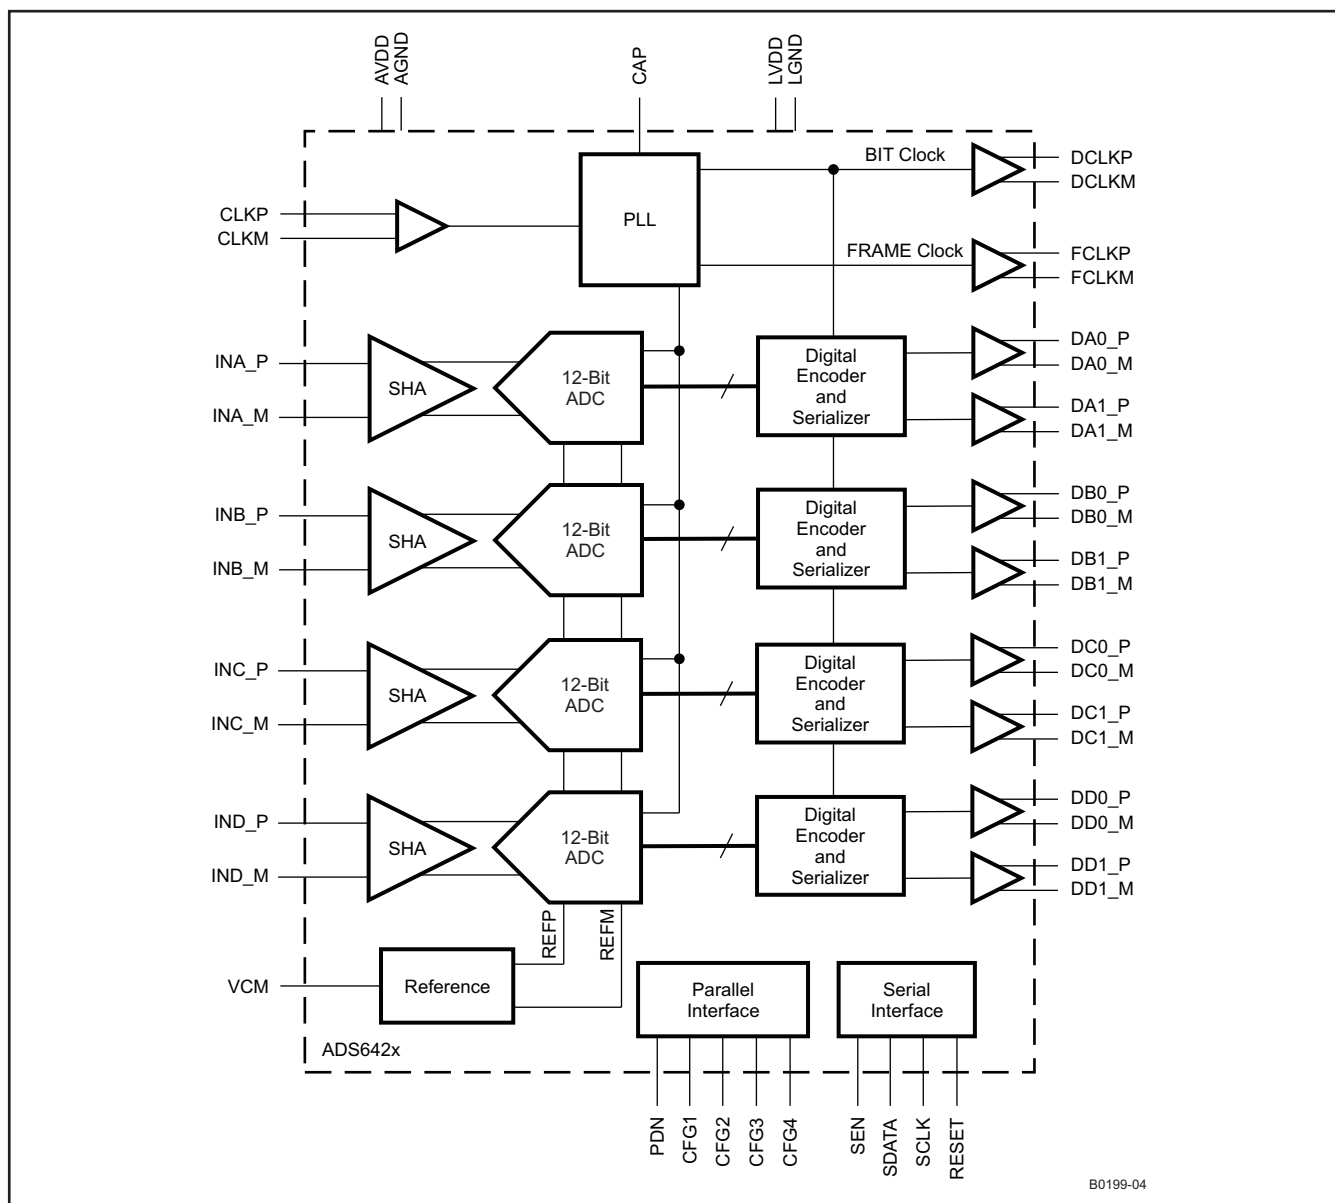 AVDD
AGND
CAP
LVDD
LGND
BIT Clock
DCLKP
DCLKM
CLKP
CLKM
PLL
FRAME Clock
FCLKP
FCLKM
INA_P
INA_M
SHA
12-Bit
ADC
Digital
Encoder
and
Serializer
DA0_P
DA0_M
DA1_P
DA1_M
INB_P
INB_M
SHA
12-Bit
ADC
Digital
Encoder
and
Serializer
DB0_P
DB0_M
DB1_P
DB1_M
INC_P
INC_M
SHA
12-Bit
ADC
Digital
Encoder
and
Serializer
DC0_P
DC0_M
DC1_P
DC1_M
IND_P
IND_M
SHA
12-Bit
ADC
Digital
Encoder
and
Serializer
DD0_P
DD0_M
DD1_P
DD1_M
REFP
REFM
VCM
Reference
Parallel
Interface
Serial
Interface
ADS642x
PDN
CFG1
CFG2
CFG3
CFG4
SEN
SDATA
SCLK
RESET
B0199-04